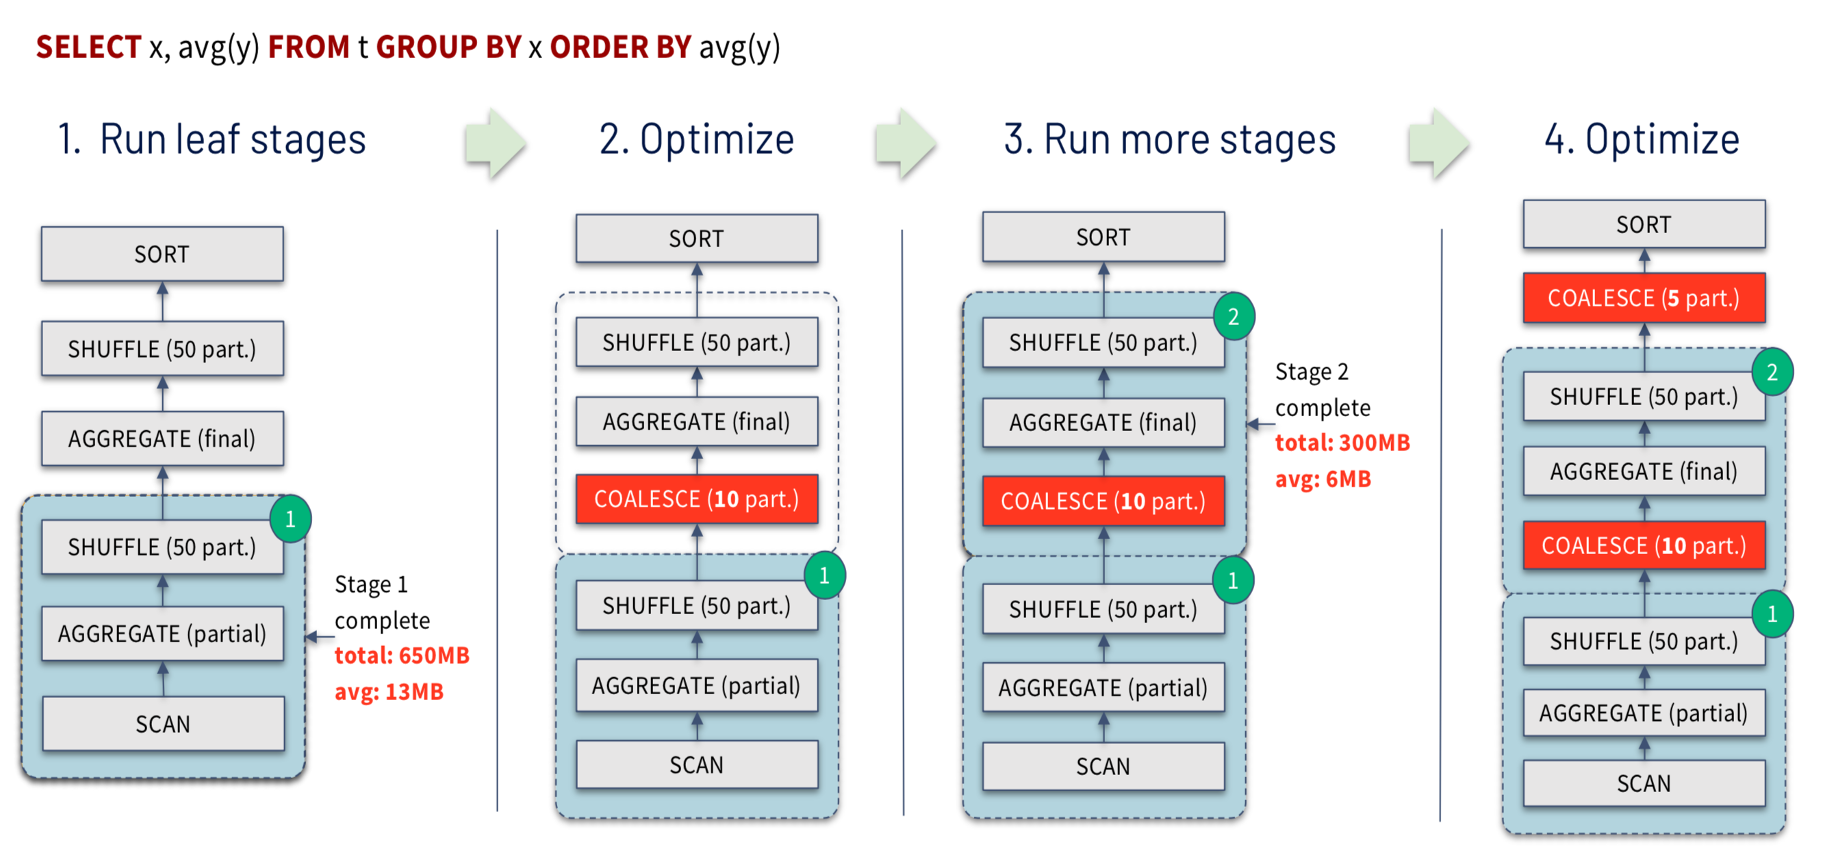 SELECT x, avg(y) FROM t GROUP BY x ORDER BY avg(y)
1. Run leaf stages
SORT
SHUFFLE (50 part.)
AGGREGATE (final)
1
SHUFFLE (50 part.)
AGGREGATE (partial)
SCAN
Stage 1
complete
total: 650MB
avg: 13MB
2. Optimize
SORT
SHUFFLE (50 part.)
AGGREGATE (final)
COALESCE (10 part.)
1
SHUFFLE (50 part.)
AGGREGATE (partial)
SCAN
3. Run more stages
SORT
2
SHUFFLE (50 part.)
AGGREGATE (final)
COALESCE (10 part.)
1
SHUFFLE (50 part.)
AGGREGATE (partial)
SCAN
Stage 2
complete
total: 300MB
avg: 6MB
4. Optimize
SORT
COALESCE (5 part.)
2
SHUFFLE (50 part.)
AGGREGATE (final)
COALESCE (10 part.)
1
SHUFFLE (50 part.)
AGGREGATE (partial)
SCAN